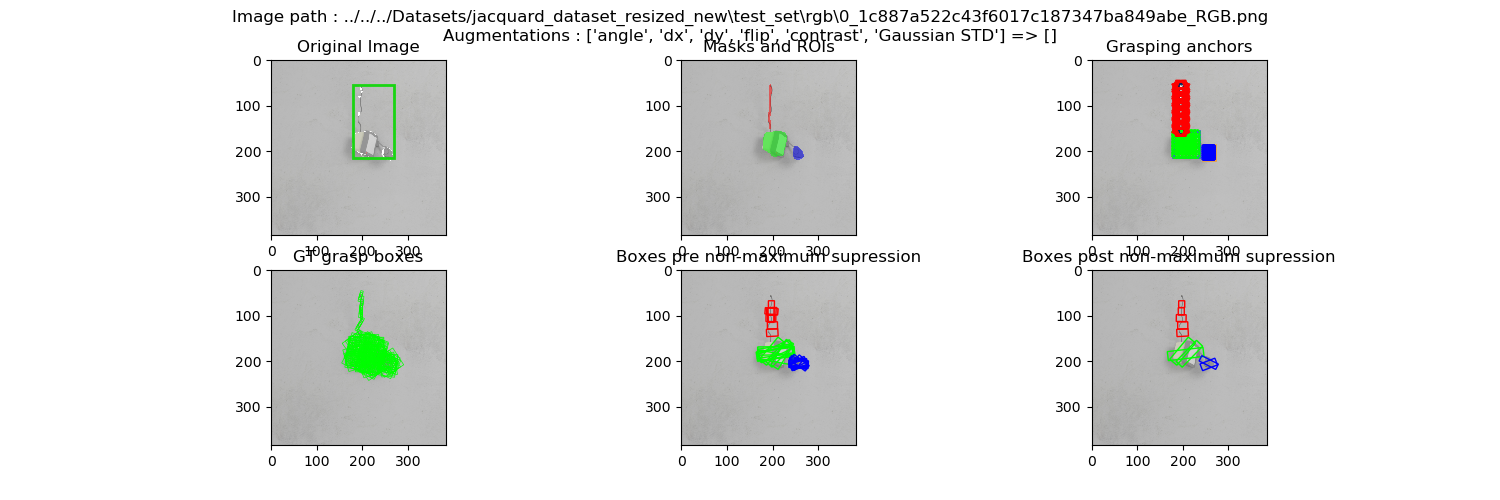 Image path : ../../../Datasets/jacquard_dataset_resized_new\test_set\rgb\0_1c887a522c43f6017c187347ba849abe_RGB.png
Augmentations : ['angle', 'dx', 'dy', 'flip', 'contrast', 'Gaussian STD'] => []
Original Image
Masks and ROIs
Grasping anchors
0
100
200
300
0 100 200 300
0
100
200
300
0 100 200 300
0
100
200
300
0 100 200 300
GT grasp boxes
Boxes pre non-maximum supression
Boxes post non-maximum supression
0
100
200
300
0 100 200 300
0
100
200
300
0 100 200 300
0
100
200
300
0 100 200 300